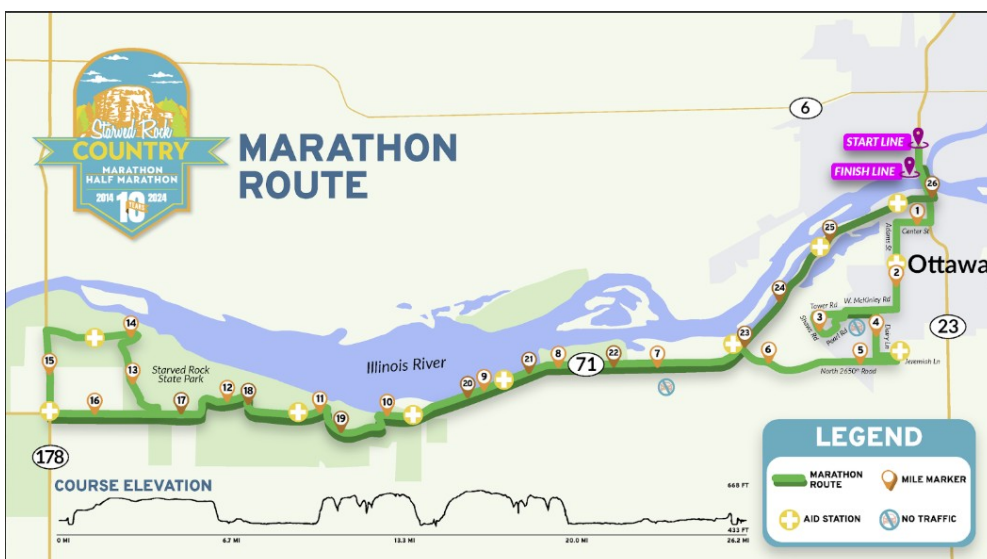 Starved Rock
COUNTRY
MARATHON
HALF MARATHON
2014 10 2024
YEARS
MARATHON
ROUTE
6
START LINE
FINISH LINE
26
1
Center St
25
Adams St
Ottawa
2
24
W. McKinley Rd
Tower Rd
3
Shaws Rd
Pearl Rd
4
Every Ln
23
23
5
Jeremiah Ln
6
North 2650th Road
14
15
13
Starved Rock
State Park
Illinois River
21
8
71
22
7
20
9
12
18
11
10
16
17
19
178
COURSE ELEVATION
668 FT
433 FT
0 MI
6.7 MI
13.3 MI
20.0 MI
26.2 MI
LEGEND
MARATHON
ROUTE
MILE MARKER
AID STATION
NO TRAFFIC